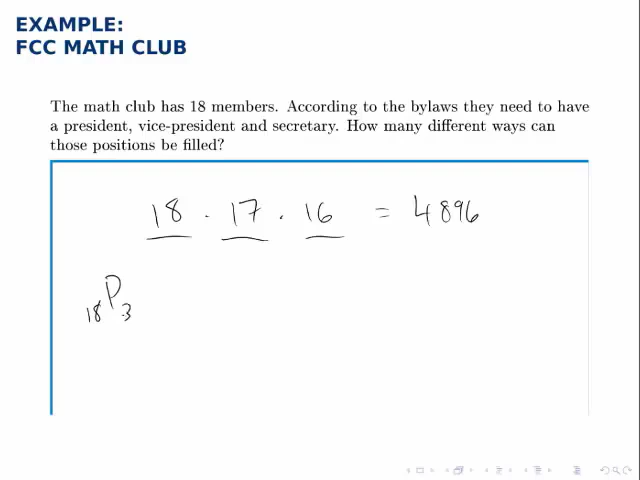 EXAMPLE:
FCC MATH CLUB
The math club has 18 members. According to the bylaws they need to have
a president, vice-president and secretary. How many different ways can
those positions be filled?
18 · 17 · 16 = 4896
18P3